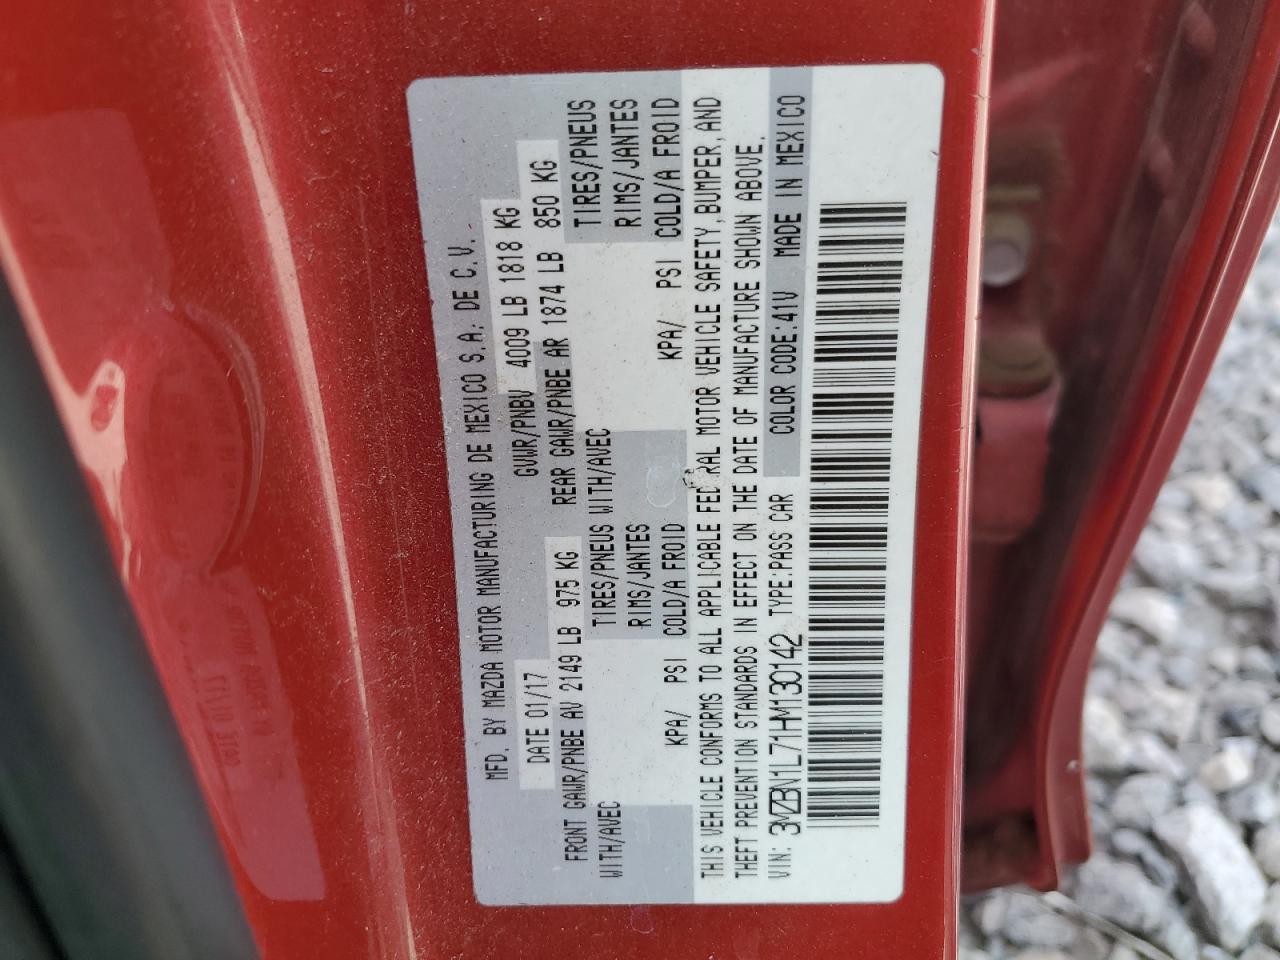 MFD. BY MAZDA MOTOR MANUFACTURING DE MEXICO S.A. DE C.V.
DATE 01/17 GVWR/PNBV 4009 LB 1818 KG
FRONT GAWR/PNBE AV 2149 LB 975 KG REAR GAWR/PNBE AR 1874 LB 850 KG
WITH/AVEC TIRES/PNEUS WITH/AVEC TIRES/PNEUS
RIMS/JANTES RIMS/JANTES
KPA/ PSI COLD/A FROID KPA/ PSI COLD/A FROID
THIS VEHICLE CONFORMS TO ALL APPLICABLE FEDERAL MOTOR VEHICLE SAFETY, BUMPER, AND
THEFT PREVENTION STANDARDS IN EFFECT ON THE DATE OF MANUFACTURE SHOWN ABOVE.
VIN: 3MZBN1L71HM130142 TYPE:PASS CAR COLOR CODE:41V MADE IN MEXICO